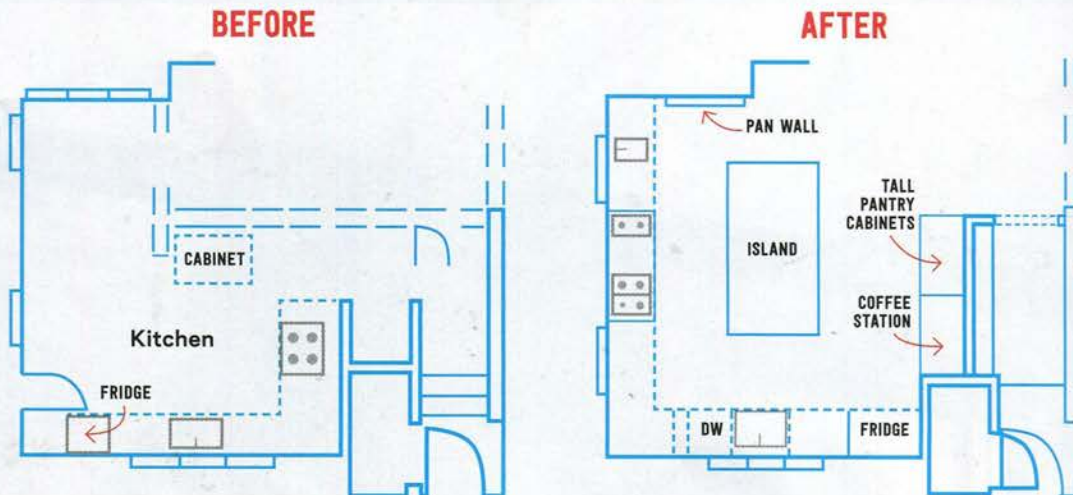 BEFORE
CABINET
Kitchen
FRIDGE
AFTER
PAN WALL
TALL
PANTRY
CABINETS
ISLAND
COFFEE
STATION
DW
FRIDGE